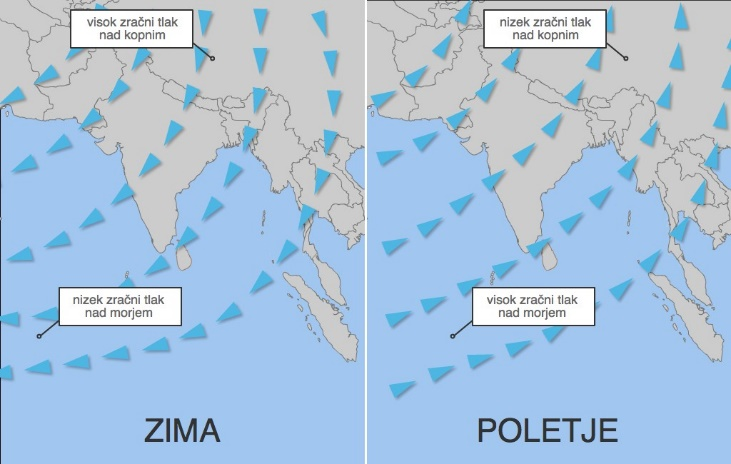 visok zračni tlak
nad kopnim
nizek zračni tlak
nad morjem
ZIMA
nizek zračni tlak
nad kopnim
visok zračni tlak
nad morjem
POLETJE